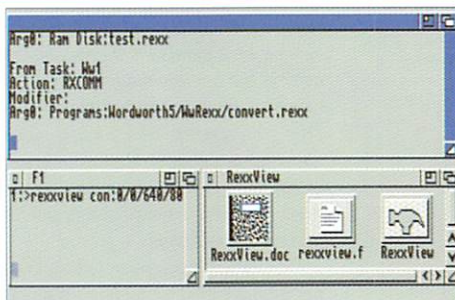 Arg0: Ram Disk:test.rexx
From Task: Ww1
Action: RXCOMM
Modifier:
Arg0: Programs:Wordworth5/WwRexx/convert.rexx
F1
1:>rexxview con:0/0/640/80
RexxView
RexxView.doc rexxview.f RexxView